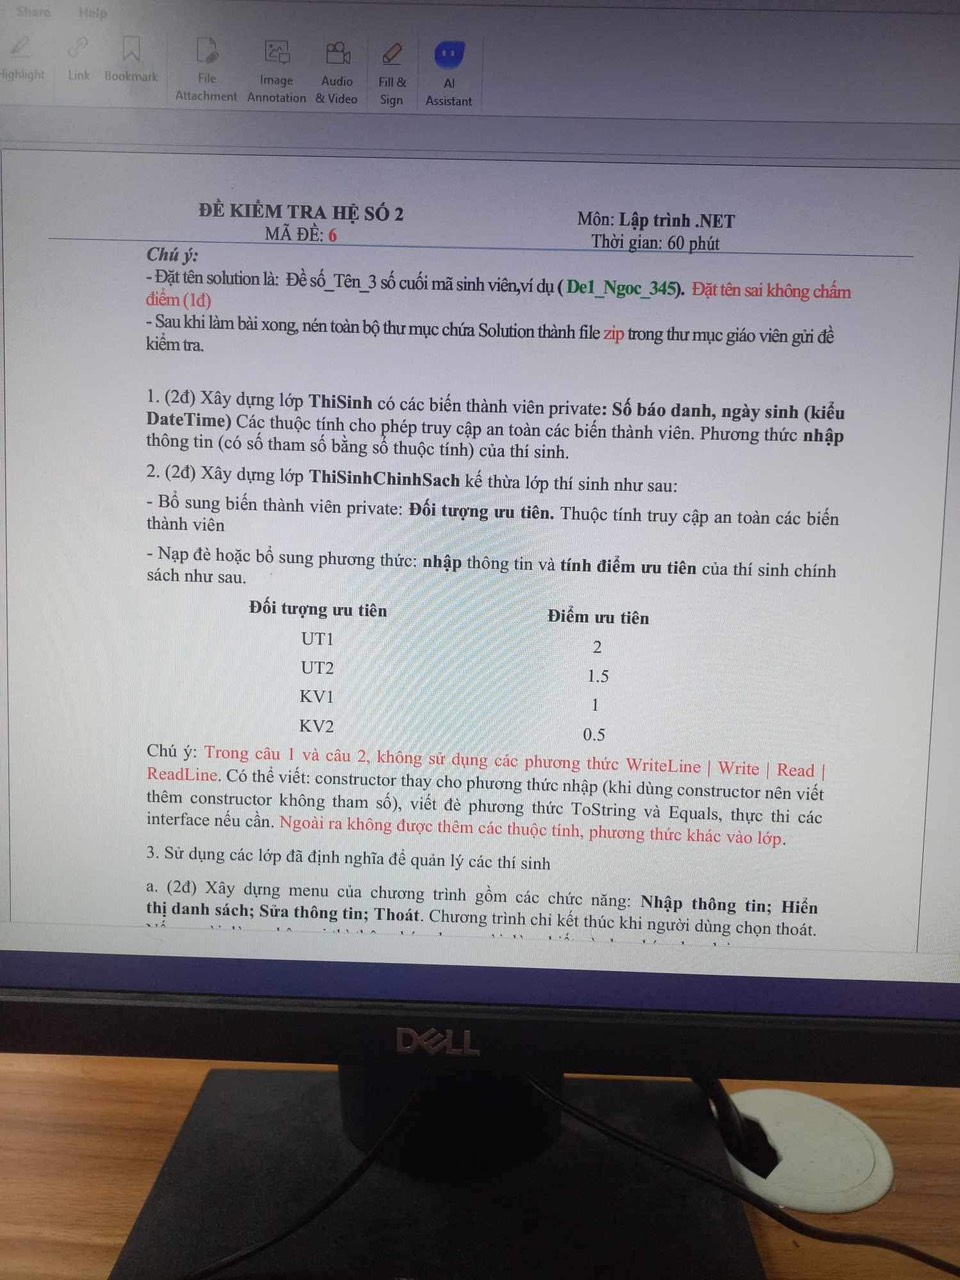 Share Help
Highlight Link Bookmark File Attachment Image Annotation Audio & Video Fill & Sign AI Assistant
ĐỀ KIỂM TRA HỆ SỐ 2
MÃ ĐỀ: 6
Môn: Lập trình .NET
Thời gian: 60 phút
Chú ý:
- Đặt tên solution là: Đề số_Tên_3 số cuối mã sinh viên,ví dụ ( De1_Ngoc_345). Đặt tên sai không chấm
điểm (1đ)
- Sau khi làm bài xong, nén toàn bộ thư mục chứa Solution thành file zip trong thư mục giáo viên gửi đề
kiểm tra.
1. (2đ) Xây dựng lớp ThiSinh có các biến thành viên private: Số báo danh, ngày sinh (kiểu
DateTime) Các thuộc tính cho phép truy cập an toàn các biến thành viên. Phương thức nhập
thông tin (có số tham số bằng số thuộc tính) của thí sinh.
2. (2đ) Xây dựng lớp ThiSinhChinhSach kế thừa lớp thí sinh như sau:
- Bổ sung biến thành viên private: Đối tượng ưu tiên. Thuộc tính truy cập an toàn các biến
thành viên
- Nạp đè hoặc bổ sung phương thức: nhập thông tin và tính điểm ưu tiên của thí sinh chính
sách như sau.
Đối tượng ưu tiên Điểm ưu tiên
UT1 2
UT2 1.5
KV1 1
KV2 0.5
Chú ý: Trong câu 1 và câu 2, không sử dụng các phương thức WriteLine | Write | Read |
ReadLine. Có thể viết: constructor thay cho phương thức nhập (khi dùng constructor nên viết
thêm constructor không tham số), viết đè phương thức ToString và Equals, thực thi các
interface nếu cần. Ngoài ra không được thêm các thuộc tính, phương thức khác vào lớp.
3. Sử dụng các lớp đã định nghĩa để quản lý các thí sinh
a. (2đ) Xây dựng menu của chương trình gồm các chức năng: Nhập thông tin; Hiển
thị danh sách; Sửa thông tin; Thoát. Chương trình chỉ kết thúc khi người dùng chọn thoát.
DELL